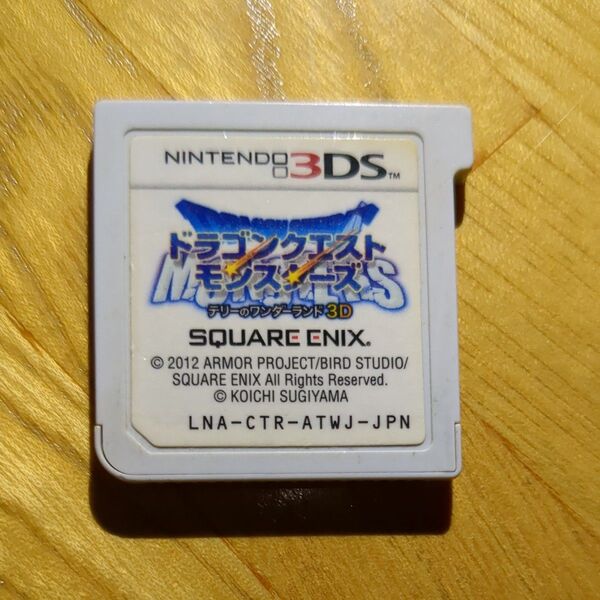 NINTENDO 3DS™
ドラゴンクエスト
モンスターズ
MONSTERS
テリーのワンダーランド3D
SQUARE ENIX®
© 2012 ARMOR PROJECT/BIRD STUDIO/
SQUARE ENIX All Rights Reserved.
© KOICHI SUGIYAMA
LNA-CTR-ATWJ-JPN